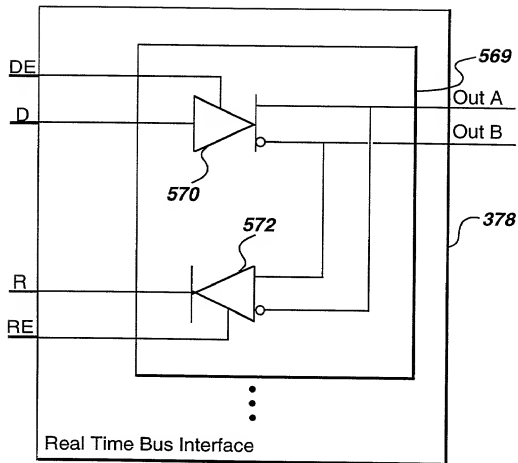 569
DE
Out A
D
Out B
570
378
572
R
RE
Real Time Bus Interface